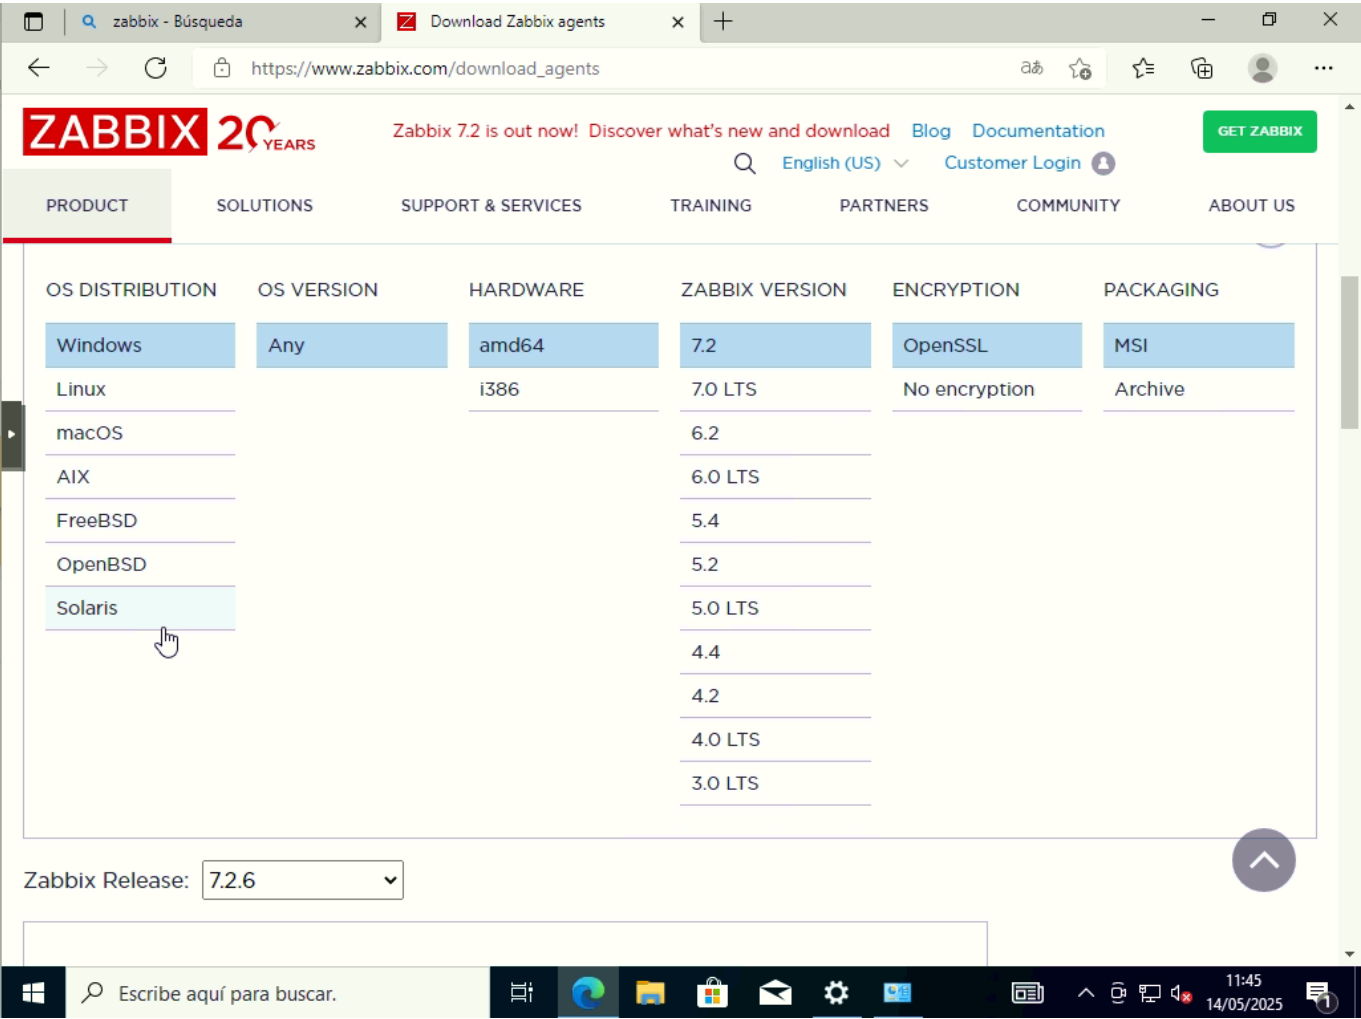 zabbix - Búsqueda
Download Zabbix agents
https://www.zabbix.com/download_agents
aあ
ZABBIX 20 YEARS
Zabbix 7.2 is out now! Discover what's new and download
Blog
Documentation
GET ZABBIX
English (US)
Customer Login
PRODUCT
SOLUTIONS
SUPPORT & SERVICES
TRAINING
PARTNERS
COMMUNITY
ABOUT US
OS DISTRIBUTION
OS VERSION
HARDWARE
ZABBIX VERSION
ENCRYPTION
PACKAGING
Windows
Any
amd64
7.2
OpenSSL
MSI
Linux
i386
7.0 LTS
No encryption
Archive
macOS
6.2
AIX
6.0 LTS
FreeBSD
5.4
OpenBSD
5.2
Solaris
5.0 LTS
4.4
4.2
4.0 LTS
3.0 LTS
Zabbix Release: 7.2.6
Escribe aquí para buscar.
11:45
14/05/2025
1